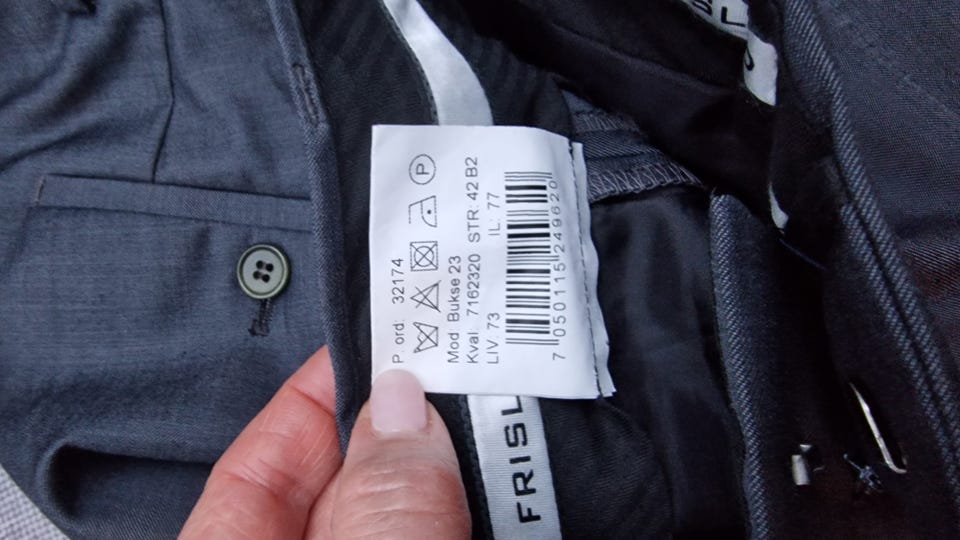 P. ord: 32174
P
Mod: Bukse 23
Kval: 7162320 STR: 42 B2
LIV: 73 IL: 77
7 050115 249620
FRISL